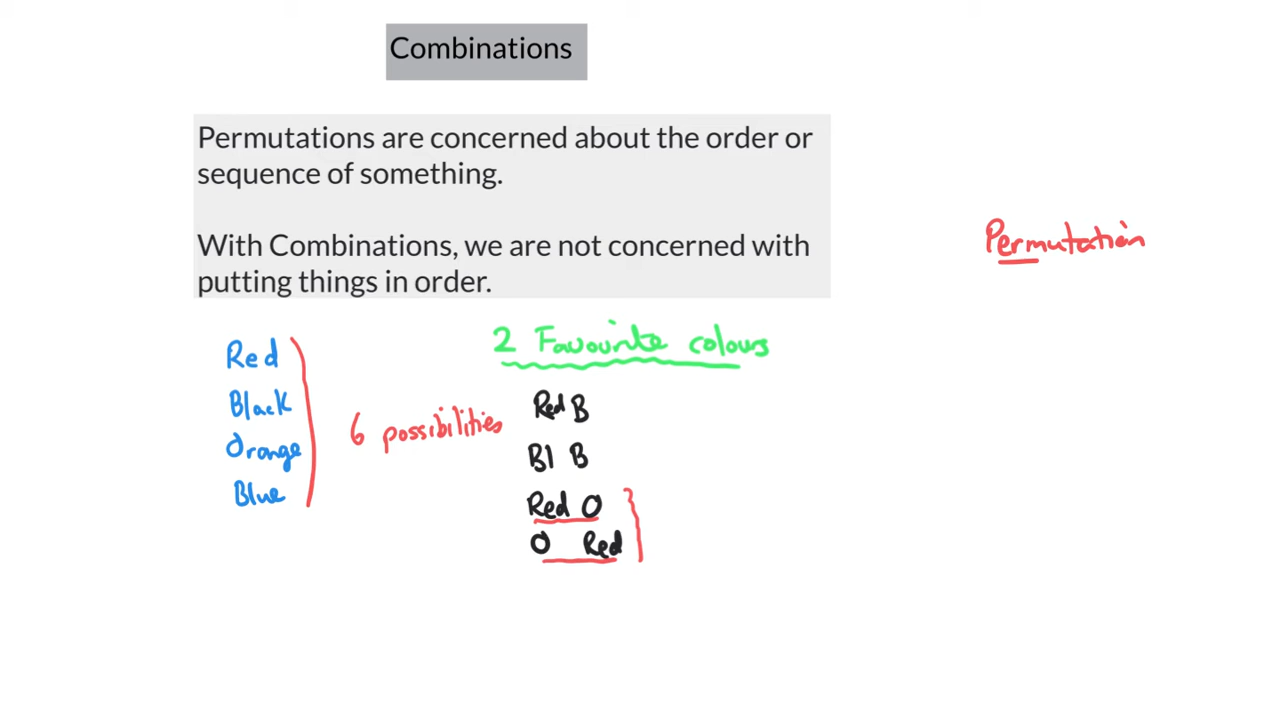 Combinations
Permutations are concerned about the order or
sequence of something.
With Combinations, we are not concerned with
putting things in order.
Permutation
2 Favourite colours
Red
Black
Orange
Blue
6 possibilities
Red B
Bl B
Red O
O Red